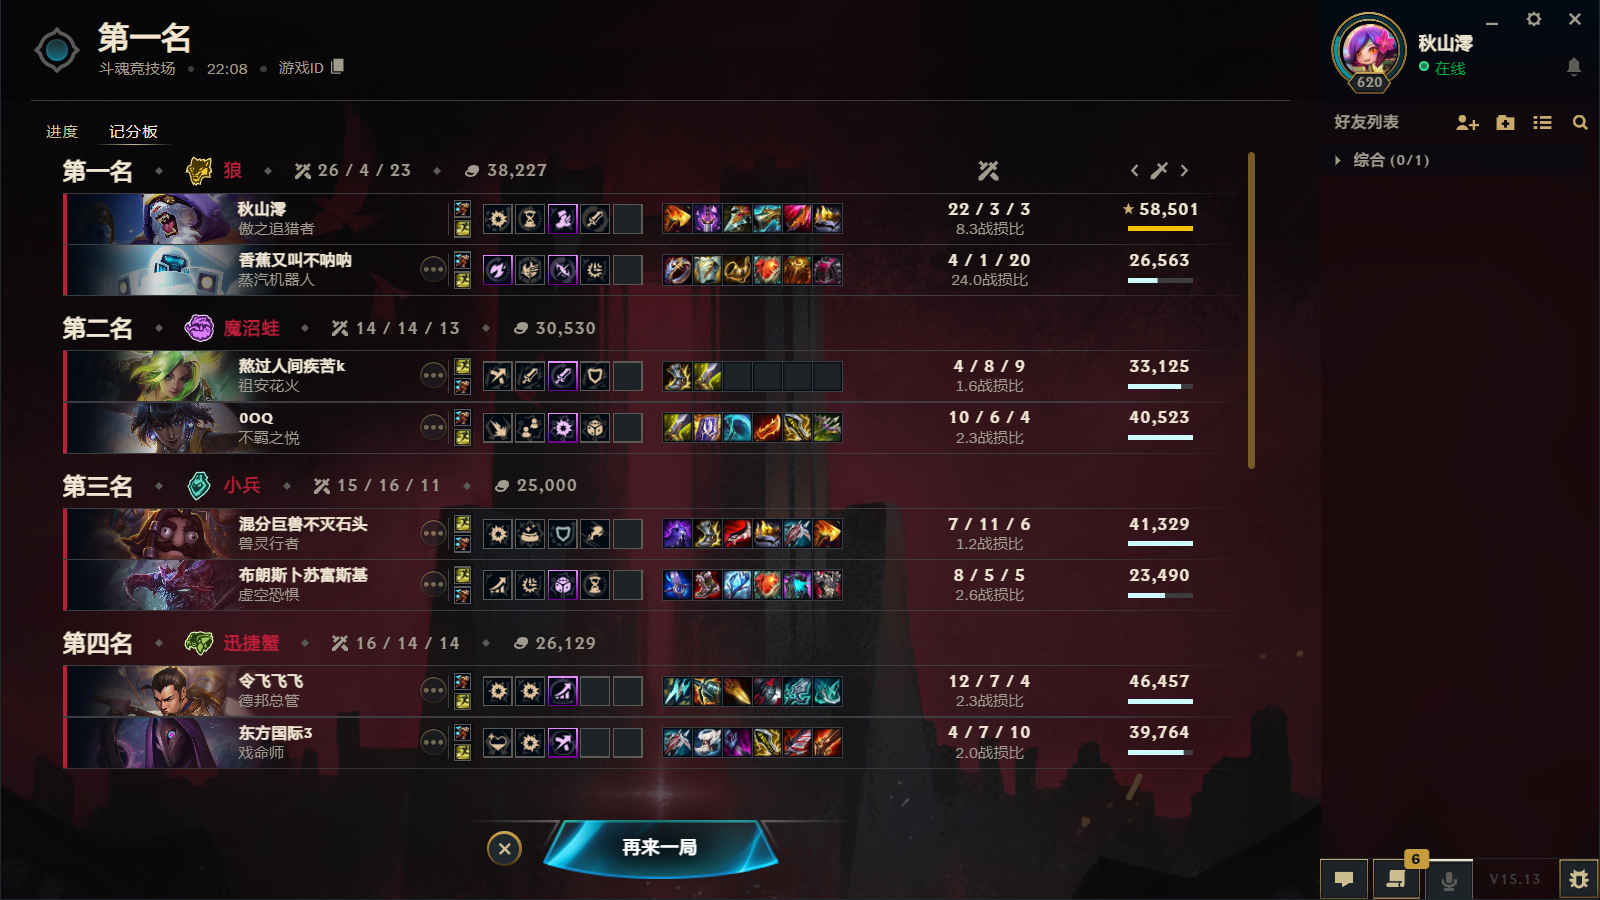 第一名
斗魂竞技场 • 22:08 • 游戏ID
进度 记分板
第一名 狼 26 / 4 / 23 38,227
秋山澪
傲之追猎者
22 / 3 / 3
8.3战损比
58,501
香蕉又叫不呐呐
蒸汽机器人
4 / 1 / 20
24.0战损比
26,563
第二名 魔沼蛙 14 / 14 / 13 30,530
熬过人间疾苦k
祖安花火
4 / 8 / 9
1.6战损比
33,125
0OQ
不羁之悦
10 / 6 / 4
2.3战损比
40,523
第三名 小兵 15 / 16 / 11 25,000
混分巨兽不灭石头
兽灵行者
7 / 11 / 6
1.2战损比
41,329
布朗斯卜苏富斯基
虚空恐惧
8 / 5 / 5
2.6战损比
23,490
第四名 迅捷蟹 16 / 14 / 14 26,129
令飞飞飞
德邦总管
12 / 7 / 4
2.3战损比
46,457
东方国际3
戏命师
4 / 7 / 10
2.0战损比
39,764
再来一局
秋山澪
在线
620
好友列表
综合 (0/1)
6
V15.13